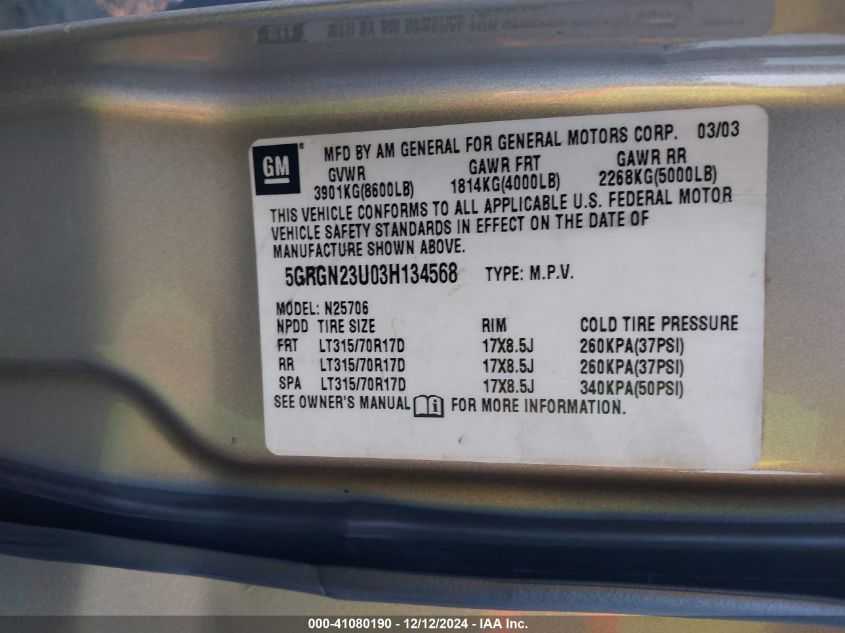 GM
MFD BY AM GENERAL FOR GENERAL MOTORS CORP. 03/03
GVWR GAWR FRT GAWR RR
3901KG(8600LB) 1814KG(4000LB) 2268KG(5000LB)
THIS VEHICLE CONFORMS TO ALL APPLICABLE U.S. FEDERAL MOTOR
VEHICLE SAFETY STANDARDS IN EFFECT ON THE DATE OF
MANUFACTURE SHOWN ABOVE.
5GRGN23U03H134568 TYPE: M.P.V.
MODEL: N25706
NPDD TIRE SIZE RIM COLD TIRE PRESSURE
FRT LT315/70R17D 17X8.5J 260KPA(37PSI)
RR LT315/70R17D 17X8.5J 260KPA(37PSI)
SPA LT315/70R17D 17X8.5J 340KPA(50PSI)
SEE OWNER'S MANUAL i FOR MORE INFORMATION.
000-41080190 - 12/12/2024 - IAA Inc.